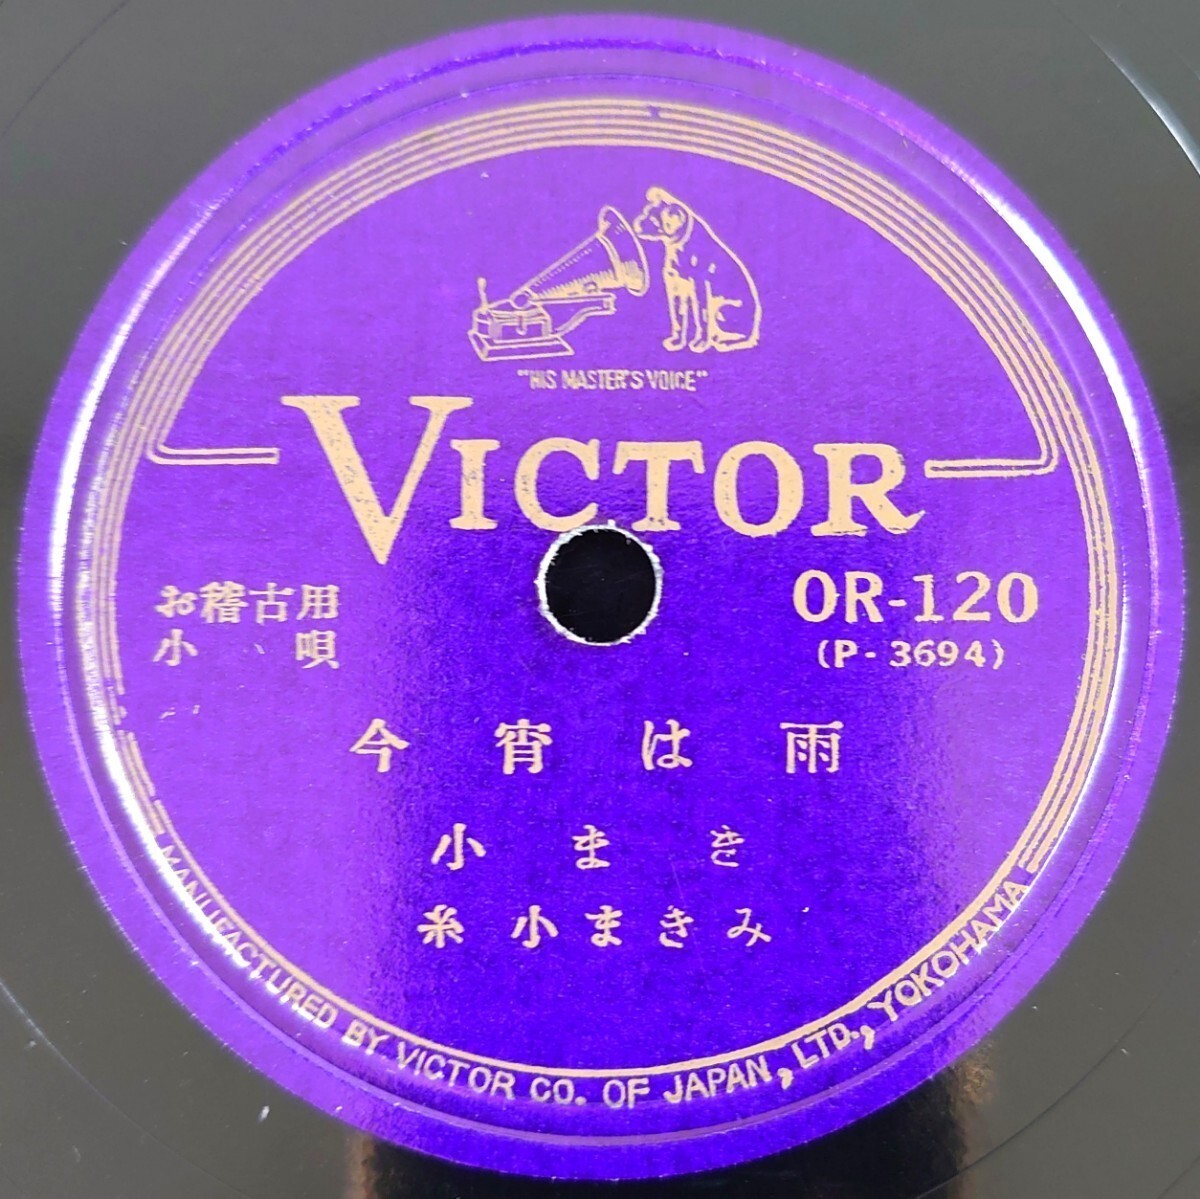 "HIS MASTER'S VOICE"
VICTOR
お稽古用
小唄
OR-120
(P-3694)
今宵は雨
小まき
糸 小まきみ
MANUFACTURED BY VICTOR CO. OF JAPAN, LTD., YOKOHAMA